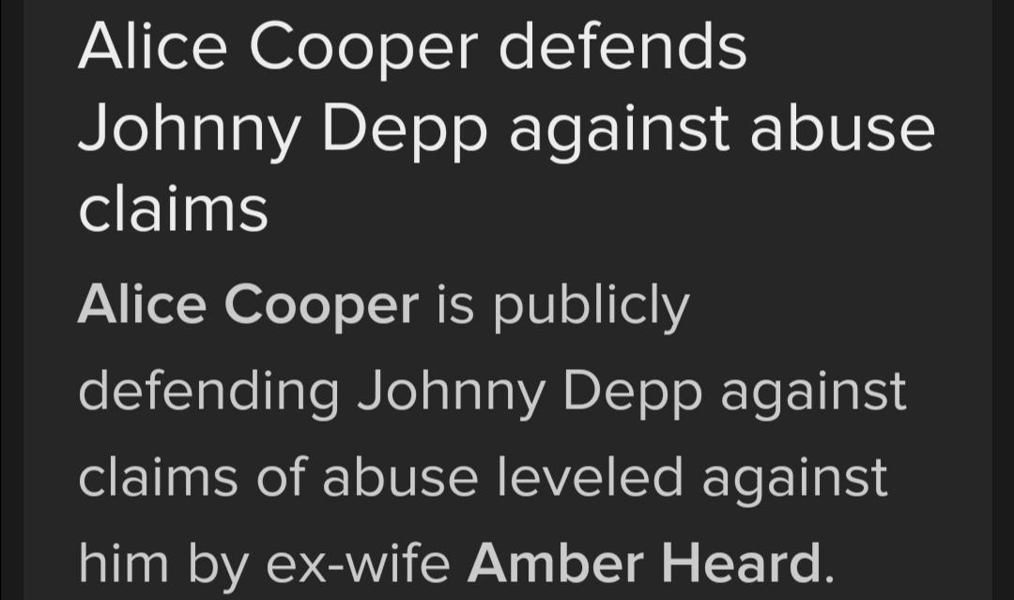 Alice Cooper defends
Johnny Depp against abuse
claims
Alice Cooper is publicly
defending Johnny Depp against
claims of abuse leveled against
him by ex-wife Amber Heard.